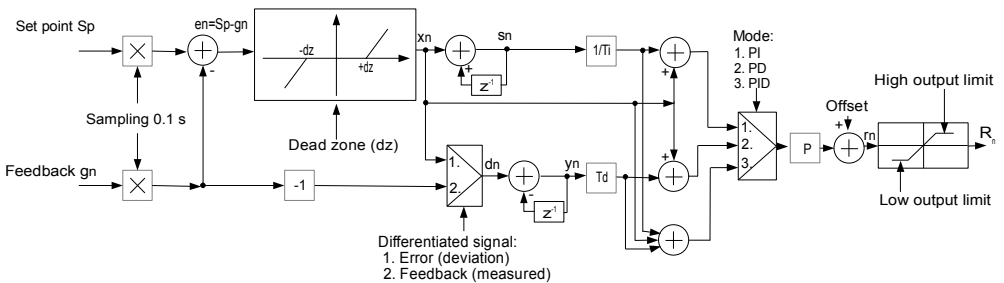 Set point Sp
en=Sp-gn
-
-dz
+dz
xn
+
sn
z-1
1/Ti
+
Mode:
1. PI
2. PD
3. PID
High output limit
Offset
+
rn
Rn
Sampling 0.1 s
Dead zone (dz)
1.
2.
3.
P
Feedback gn
-1
1.
2.
dn
-
yn
z-1
Td
+
Low output limit
Differentiated signal:
1. Error (deviation)
2. Feedback (measured)